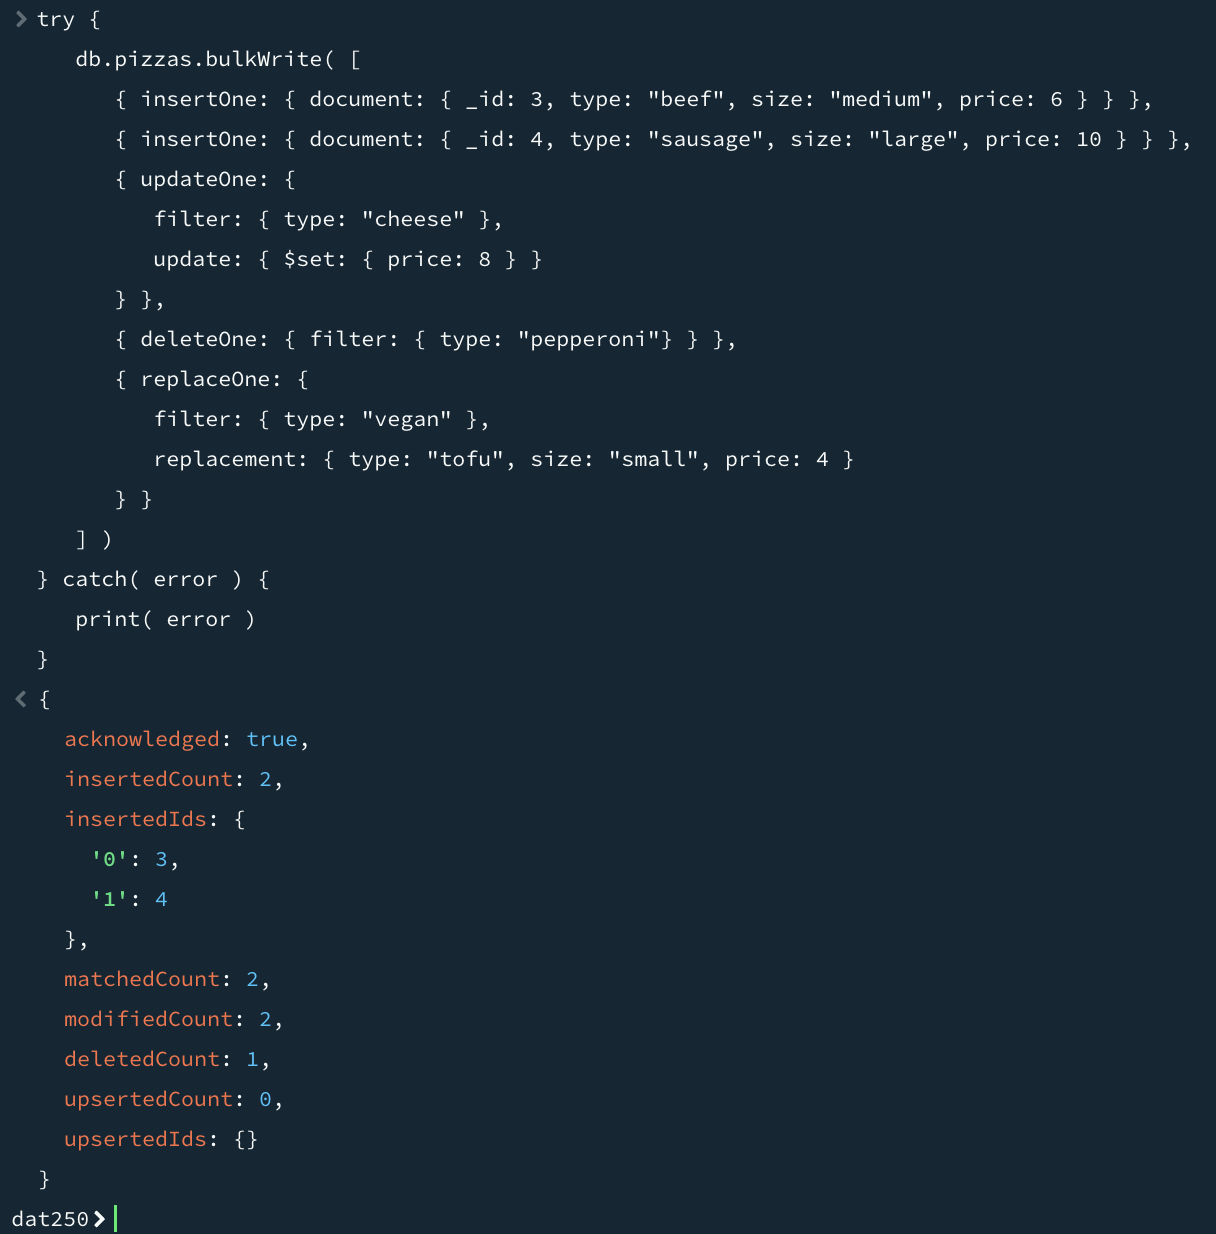 > try {
db.pizzas.bulkWrite( [
{ insertOne: { document: { _id: 3, type: "beef", size: "medium", price: 6 } } },
{ insertOne: { document: { _id: 4, type: "sausage", size: "large", price: 10 } } },
{ updateOne: {
filter: { type: "cheese" },
update: { $set: { price: 8 } }
} },
{ deleteOne: { filter: { type: "pepperoni"} } },
{ replaceOne: {
filter: { type: "vegan" },
replacement: { type: "tofu", size: "small", price: 4 }
} }
] )
} catch( error ) {
print( error )
}
< {
acknowledged: true,
insertedCount: 2,
insertedIds: {
'0': 3,
'1': 4
},
matchedCount: 2,
modifiedCount: 2,
deletedCount: 1,
upsertedCount: 0,
upsertedIds: {}
}
dat250>